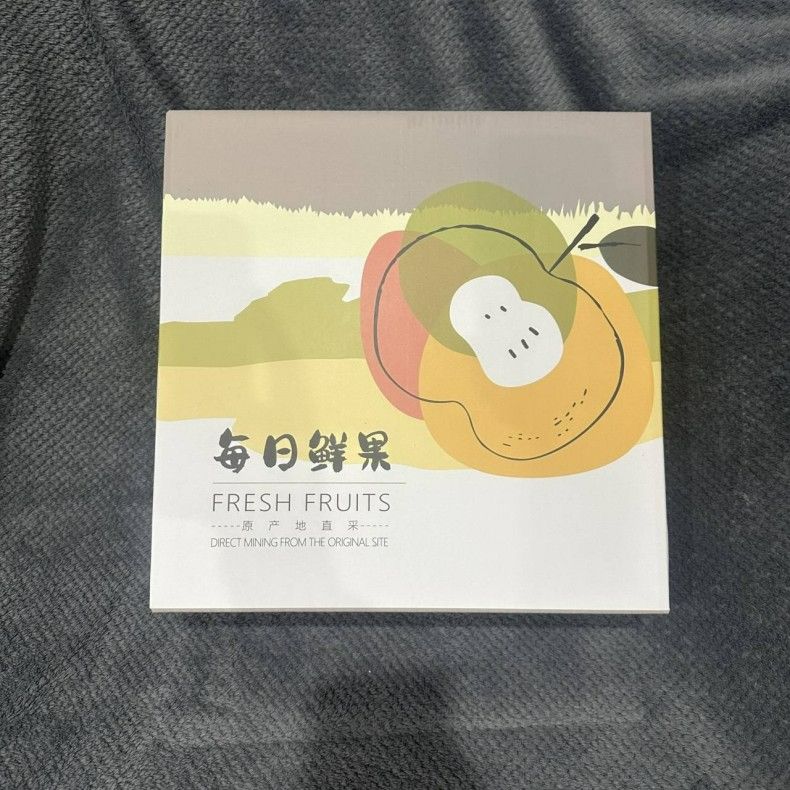 每日鲜果
FRESH FRUITS
-----原产地直采-----
DIRECT MINING FROM THE ORIGINAL SITE